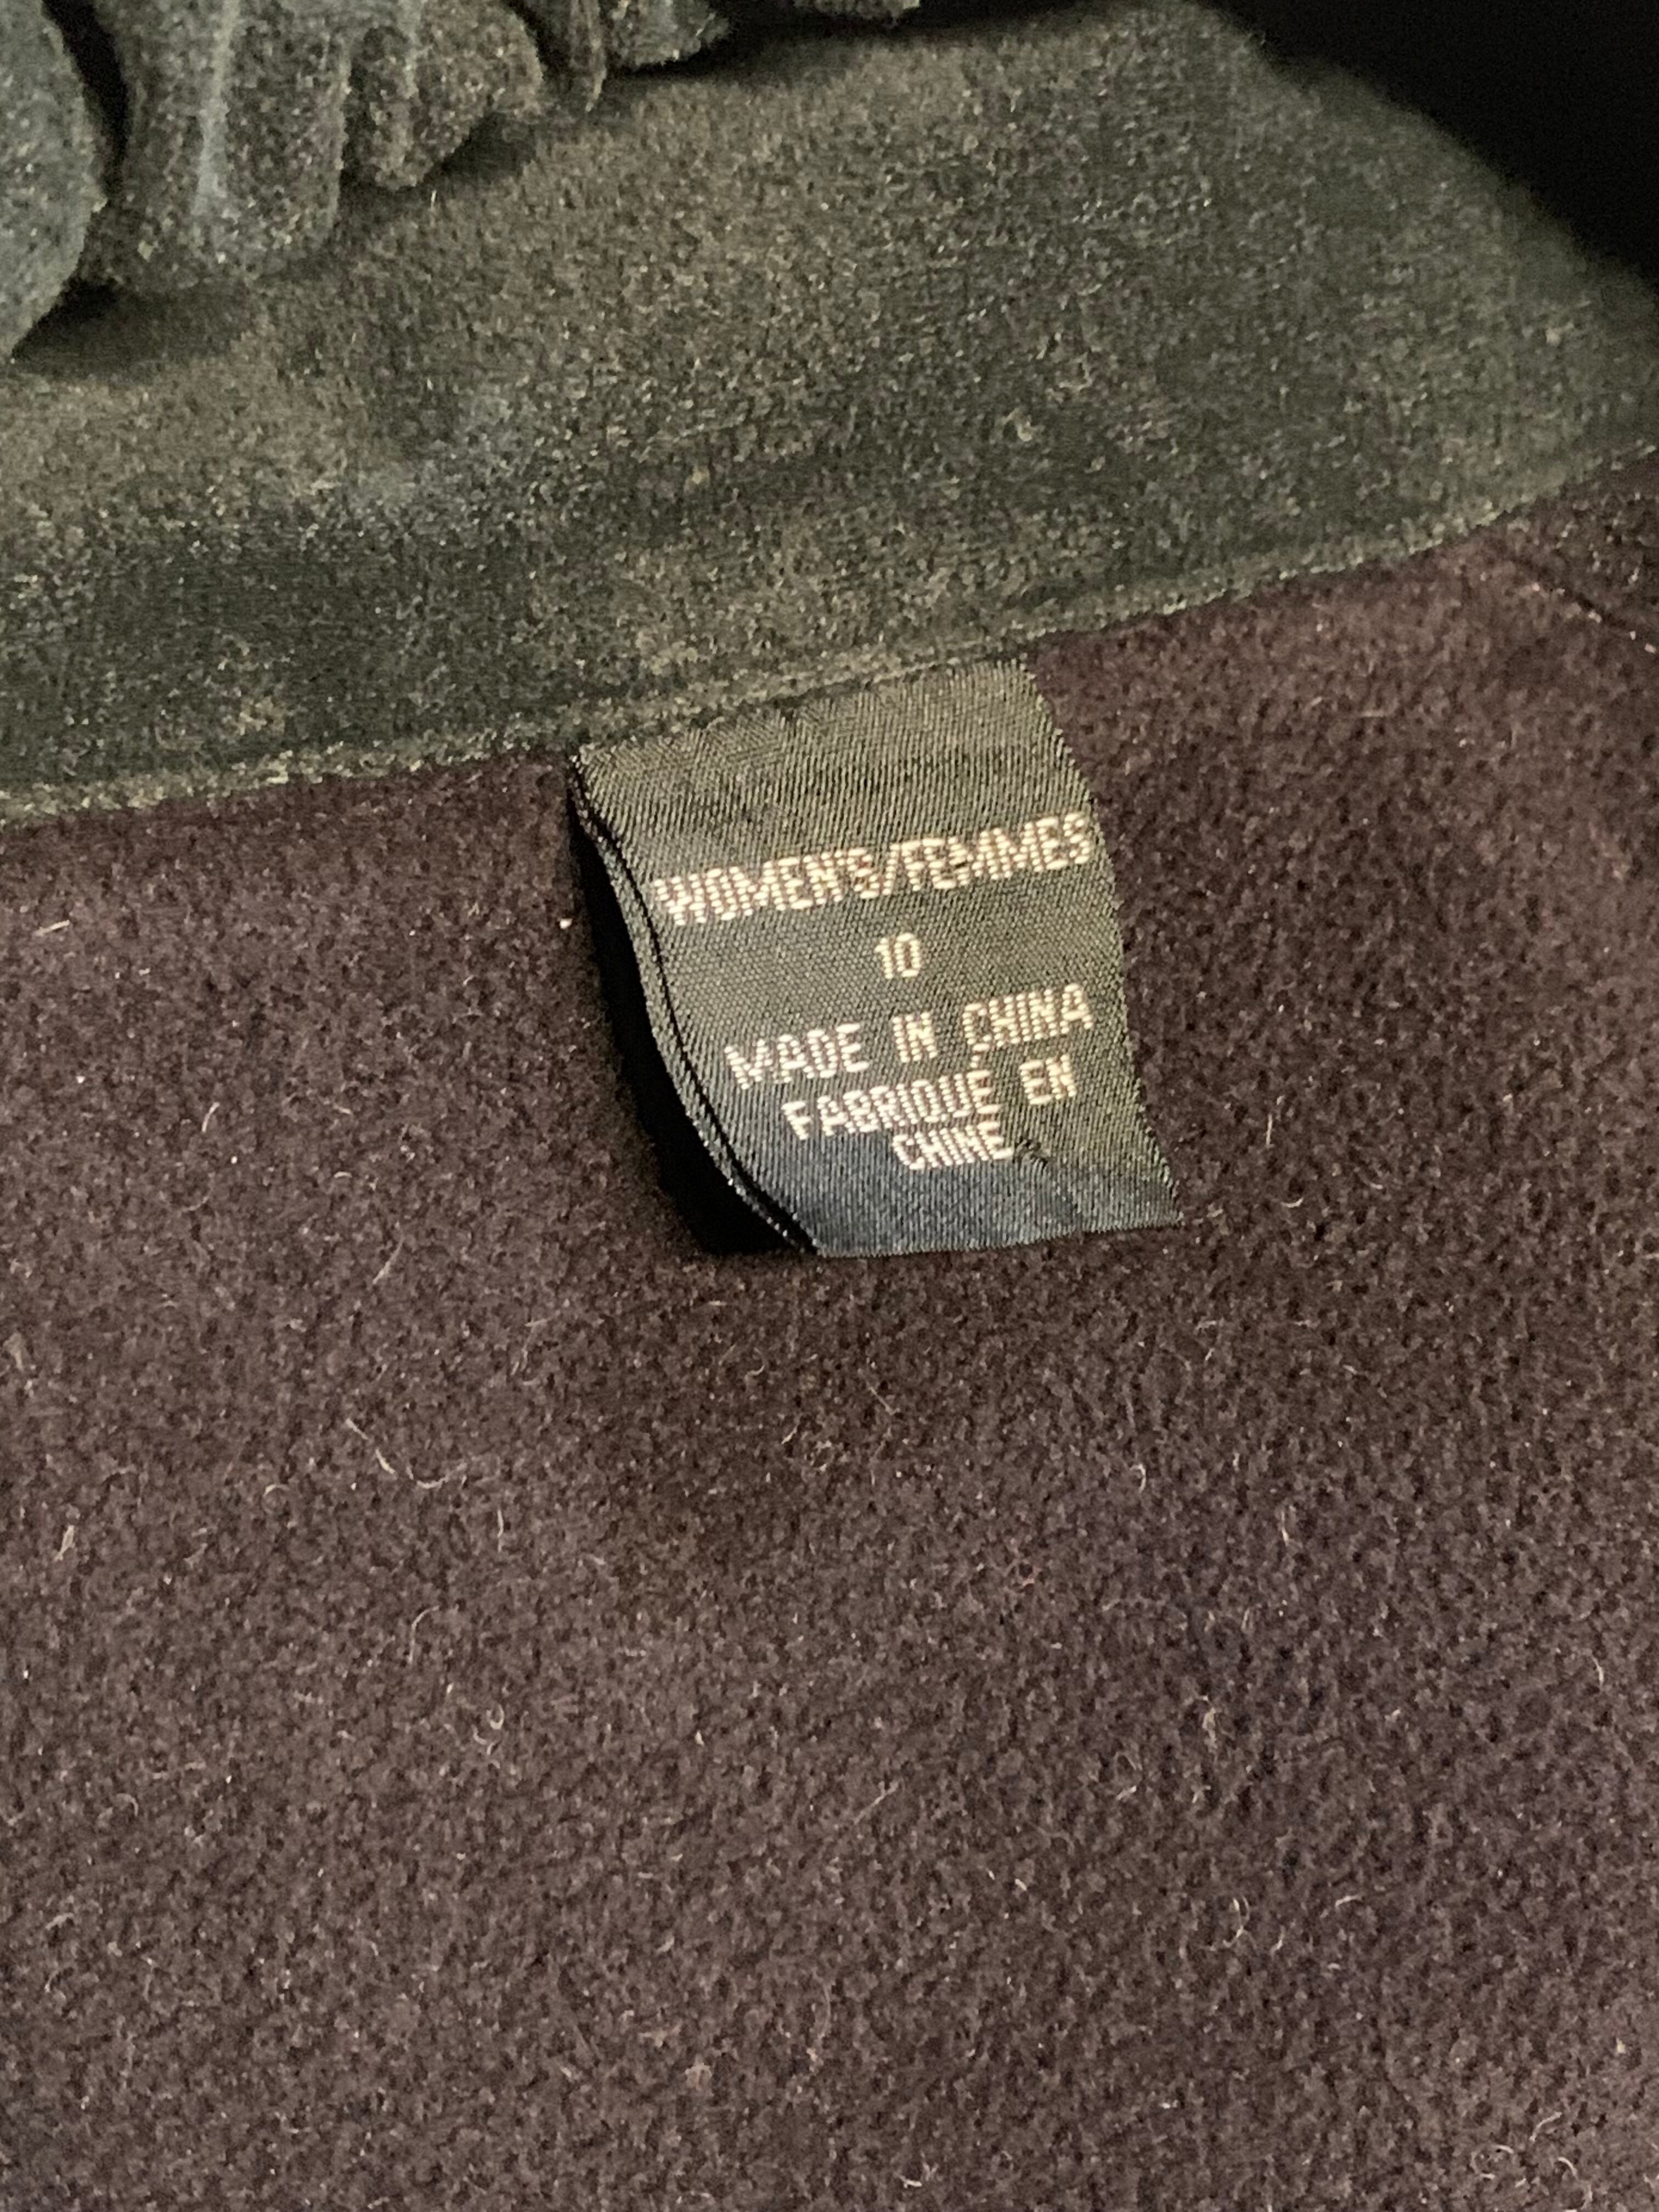 WOMEN'S/FEMMES
10
MADE IN CHINA
FABRIQUÉ EN
CHINE